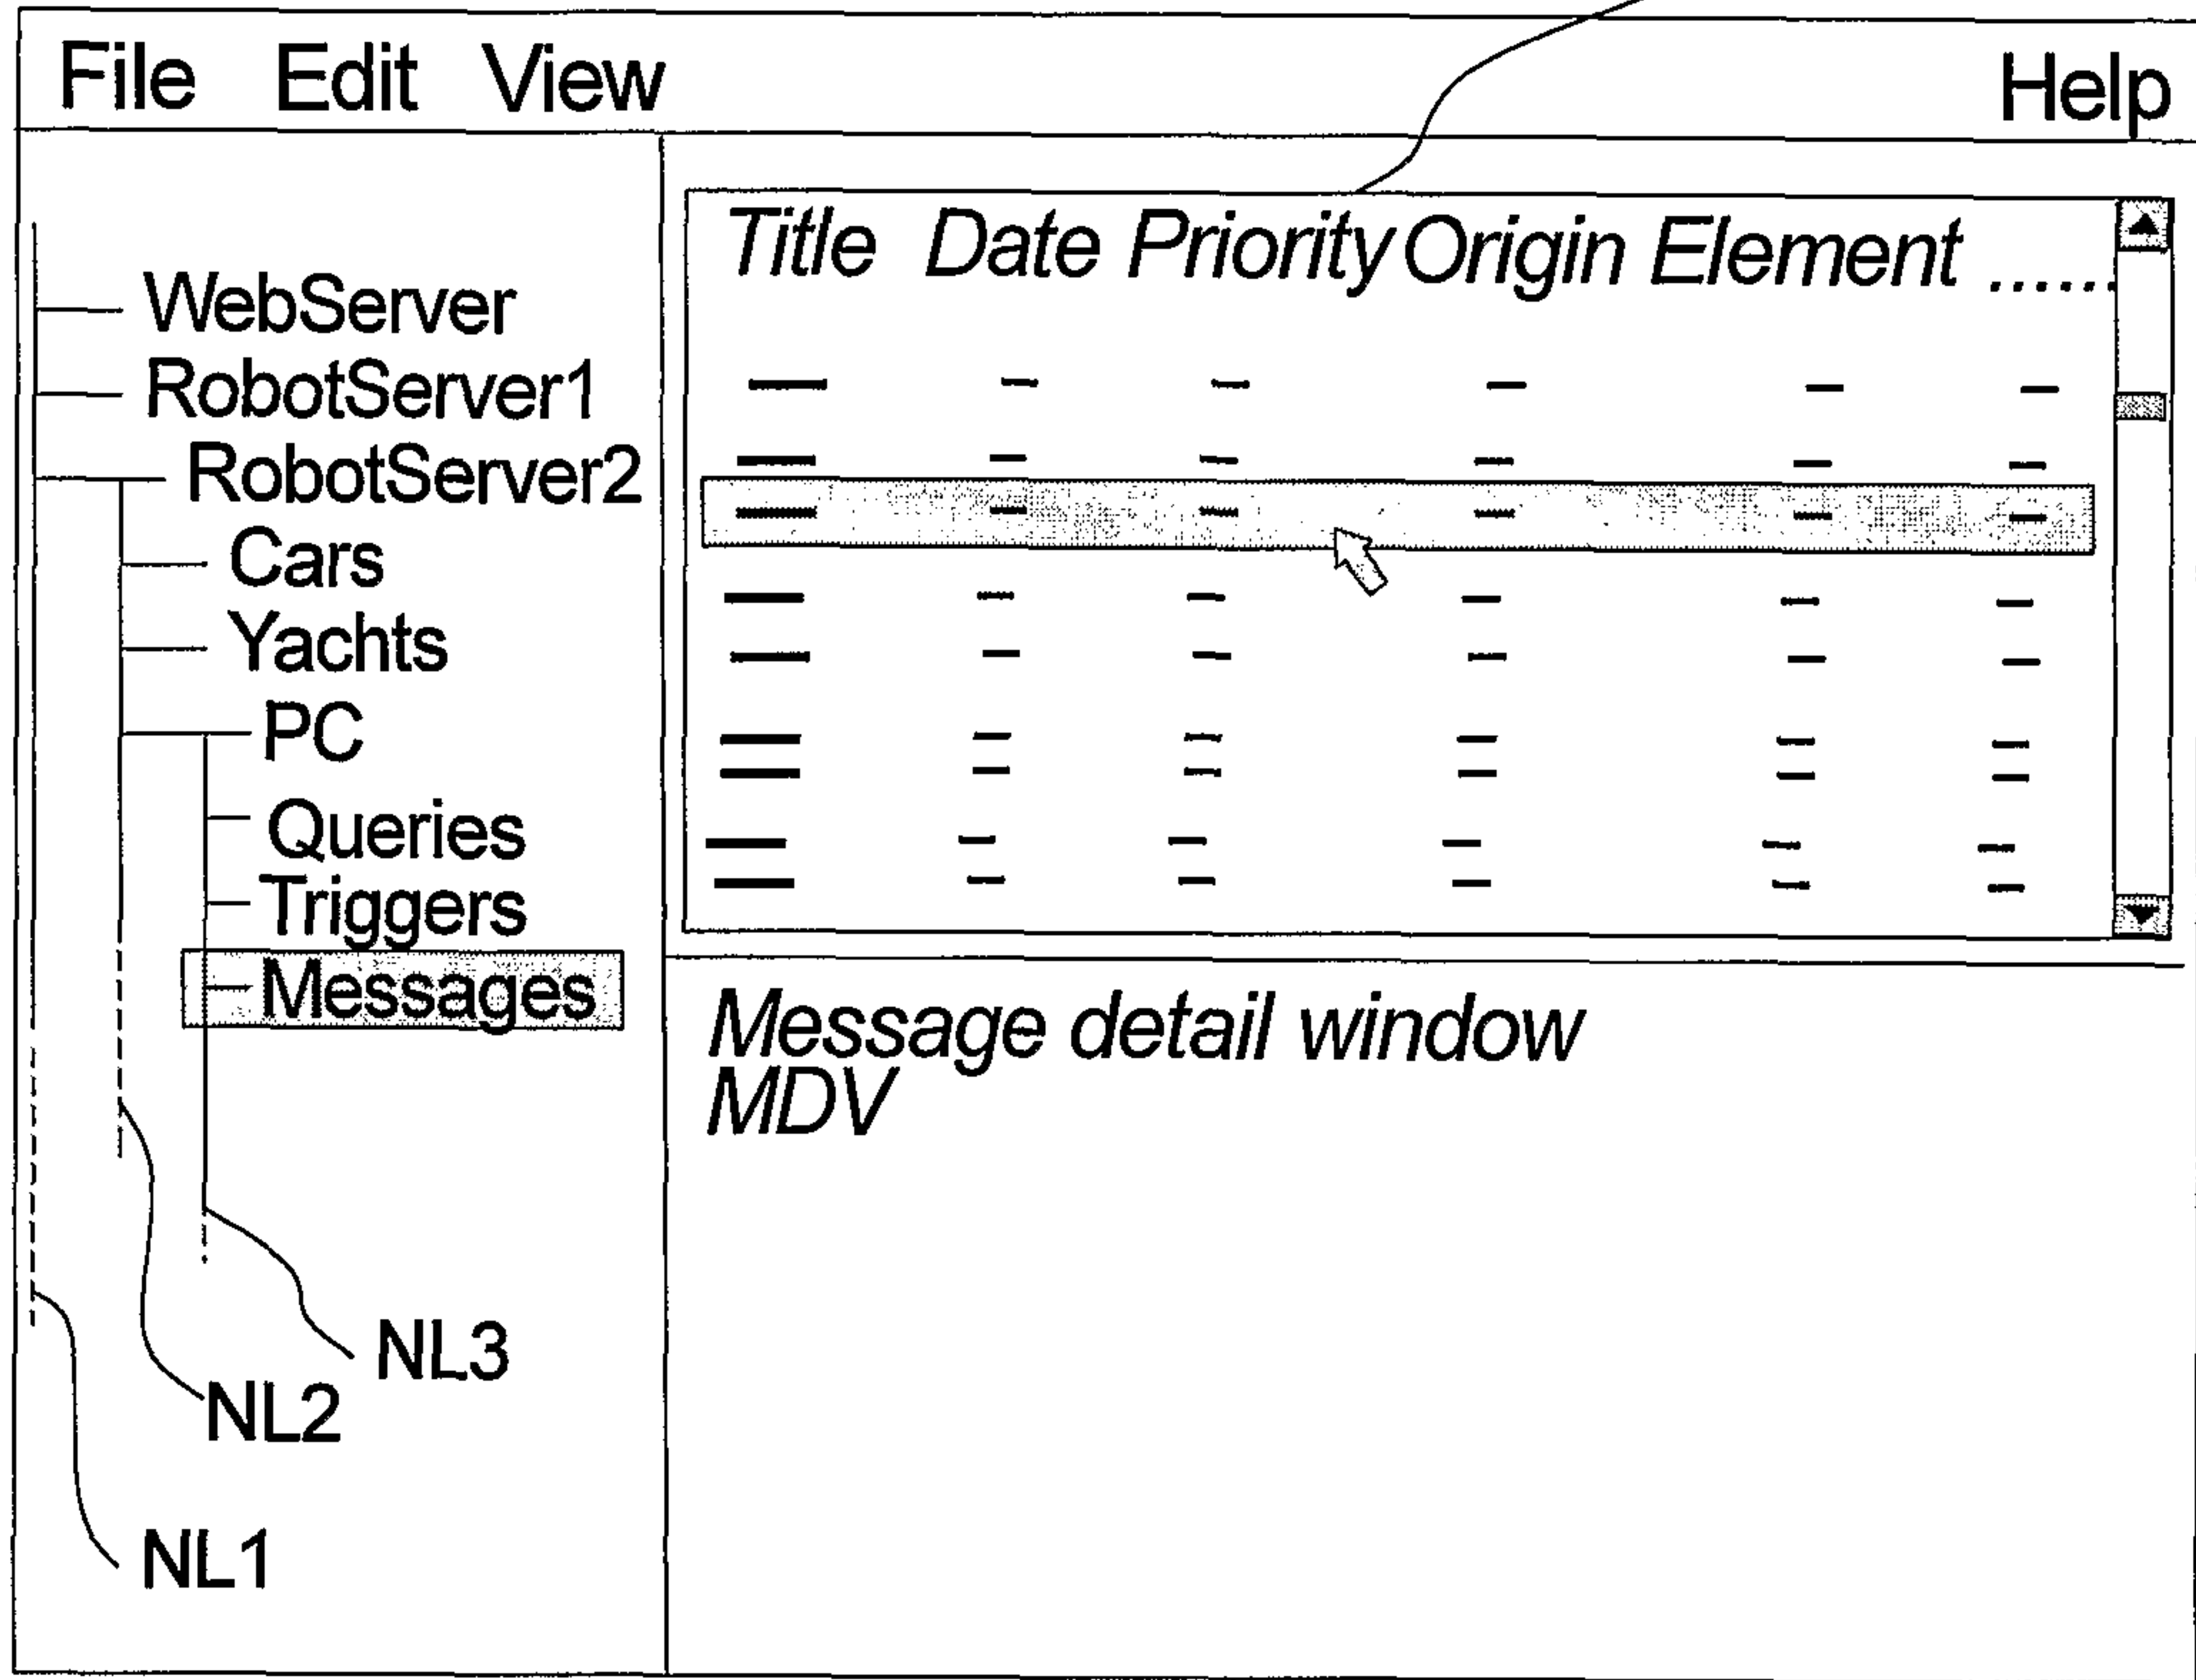 File Edit View Help
WebServer
RobotServer1
RobotServer2
Cars
Yachts
PC
Queries
Triggers
Messages
NL3
NL2
NL1
Title Date Priority Origin Element ......
Message detail window
MDV